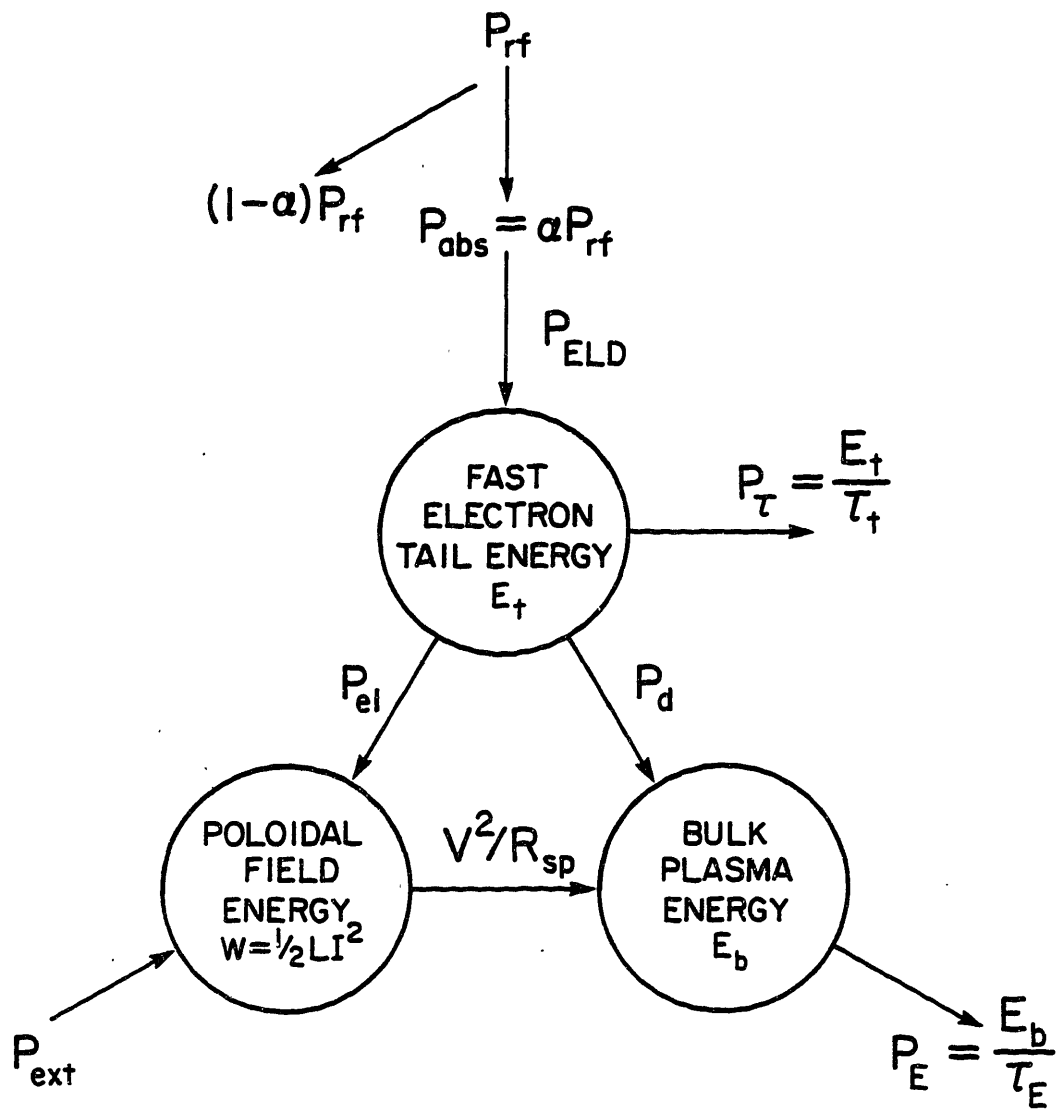 P_rf
(1-α)P_rf
P_abs = αP_rf
P_ELD
FAST
ELECTRON
TAIL ENERGY
E_t
P_τ = E_t/τ_t
P_el
P_d
POLOIDAL
FIELD
ENERGY
W=½LI²
V²/R_sp
BULK
PLASMA
ENERGY
E_b
P_ext
P_E = E_b/τ_E